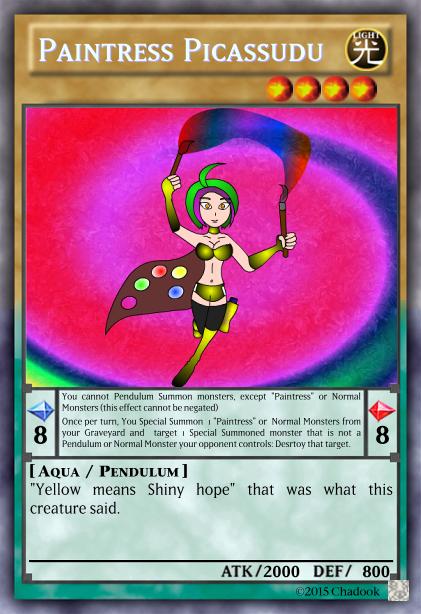 PAINTRESS PICASSUDU
LIGHT
光
You cannot Pendulum Summon monsters, except "Paintress" or Normal
Monsters (this effect cannot be negated)
Once per turn, You Special Summon 1 "Paintress" or Normal Monsters from
your Graveyard and target 1 Special Summoned monster that is not a
Pendulum or Normal Monster your opponent controls: Desrtoy that target.
8
8
[ AQUA / PENDULUM ]
"Yellow means Shiny hope" that was what this
creature said.
ATK/2000 DEF/ 800
©2015 Chadook